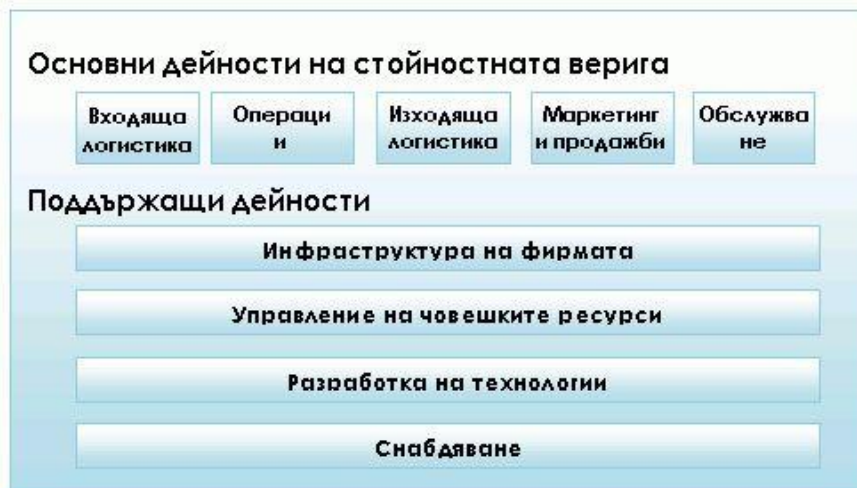 Основни дейности на стойностната верига
Входяща
логистика
Операци
и
Изходяща
логистика
Маркетинг
и продажби
Обслужва
не
Поддържащи дейности
Инфраструктура на фирмата
Управление на човешките ресурси
Разработка на технологии
Снабдяване